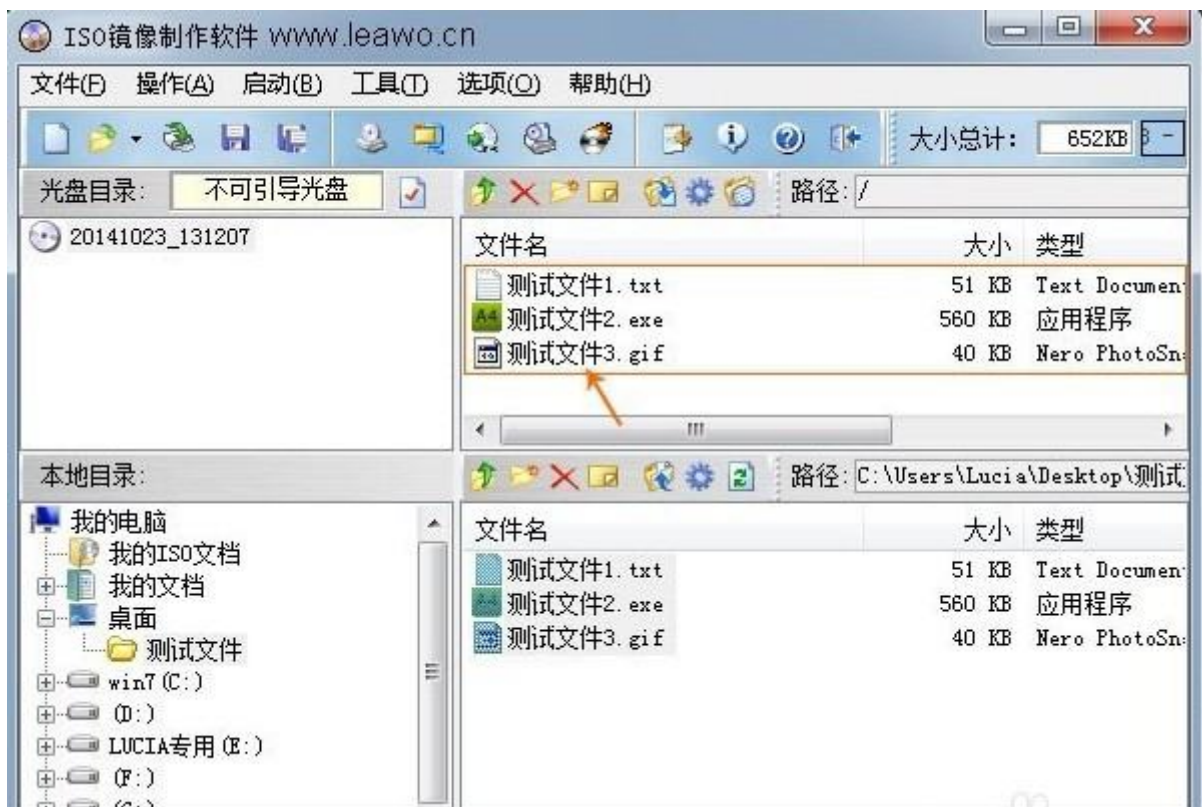 ISO镜像制作软件 www.leawo.cn
文件(F) 操作(A) 启动(B) 工具(T) 选项(O) 帮助(H)
大小总计: 652KB
光盘目录: 不可引导光盘 路径: /
20141023_131207
文件名 大小 类型
测试文件1.txt 51 KB Text Documen
测试文件2.exe 560 KB 应用程序
测试文件3.gif 40 KB Nero PhotoSn
本地目录: 路径: C:\Users\Lucia\Desktop\测试
我的电脑
我的ISO文档
我的文档
桌面
测试文件
win7(C:)
(D:)
LUCIA专用(E:)
(F:)
(G:)
文件名 大小 类型
测试文件1.txt 51 KB Text Documen
测试文件2.exe 560 KB 应用程序
测试文件3.gif 40 KB Nero PhotoSn